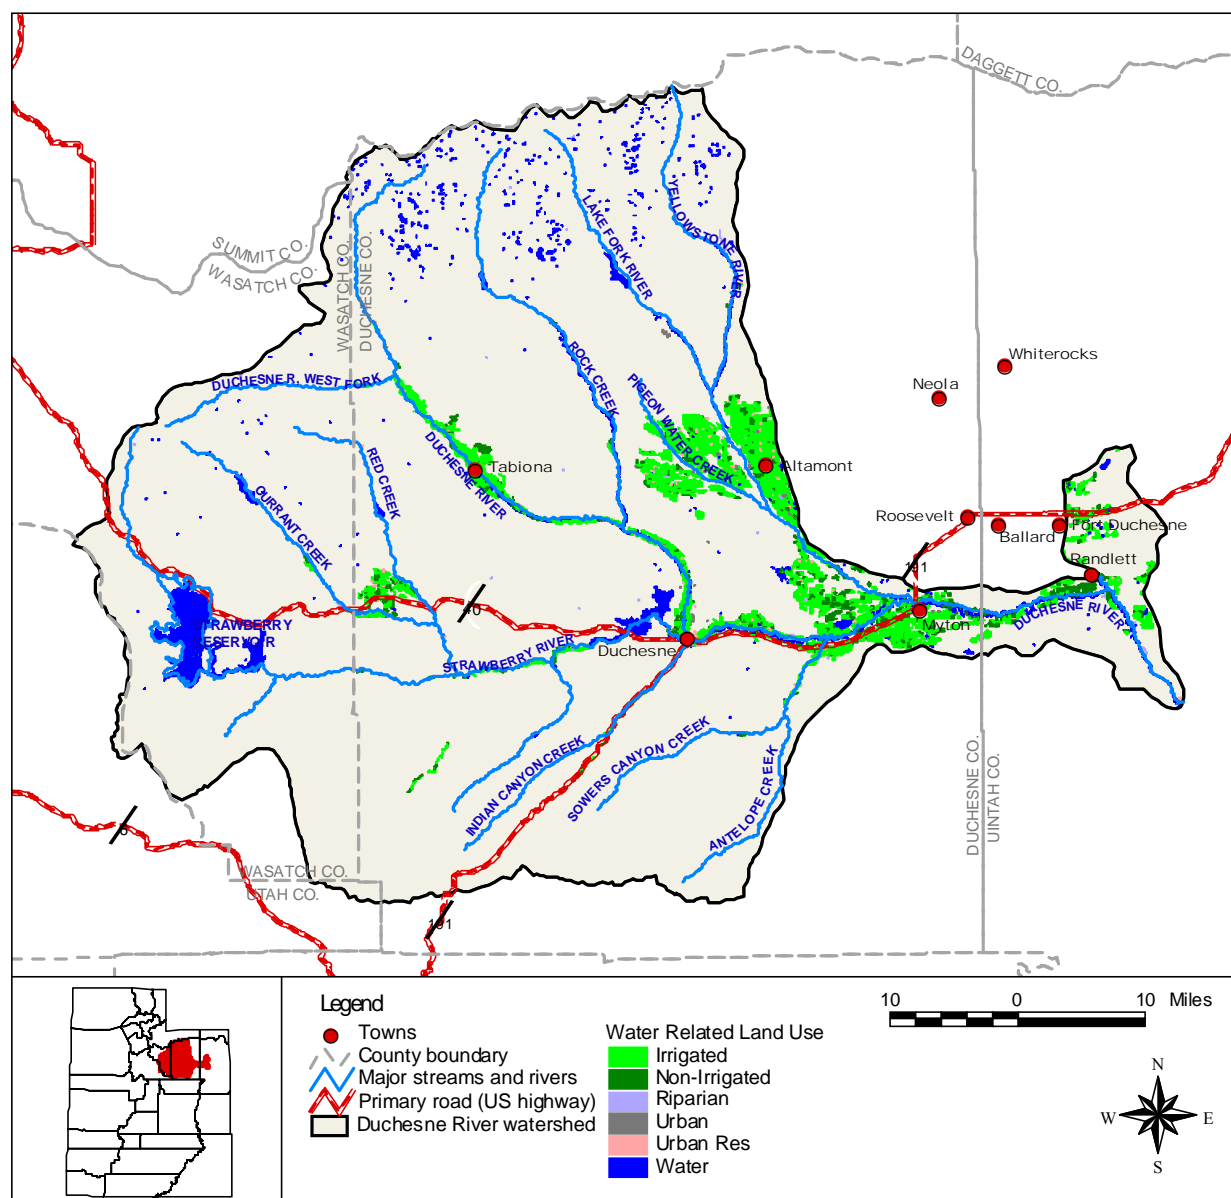 DAGGETT CO.
SUMMIT CO.
WASATCH CO.
WASATCH CO.
DUCHESNE CO.
YELLOWSTONE RIVER
LAKE FORK RIVER
ROCK CREEK
PIGEON WATER CREEK
DUCHESNE R. WEST FORK
DUCHESNE RIVER
RED CREEK
CURRANT CREEK
Whiterocks
Neola
Tabiona
Altamont
Roosevelt
Ballard
Fort Duchesne
Randlett
191
40
Myton
DUCHESNE RIVER
STRAWBERRY
RESERVOIR
STRAWBERRY RIVER
Duchesne
INDIAN CANYON CREEK
SOWERS CANYON CREEK
ANTELOPE CREEK
DUCHESNE CO.
UINTAH CO.
6
WASATCH CO.
UTAH CO.
191
Legend
Towns
County boundary
Major streams and rivers
Primary road (US highway)
Duchesne River watershed
Water Related Land Use
Irrigated
Non-Irrigated
Riparian
Urban
Urban Res
Water
10 0 10 Miles
N
W E
S